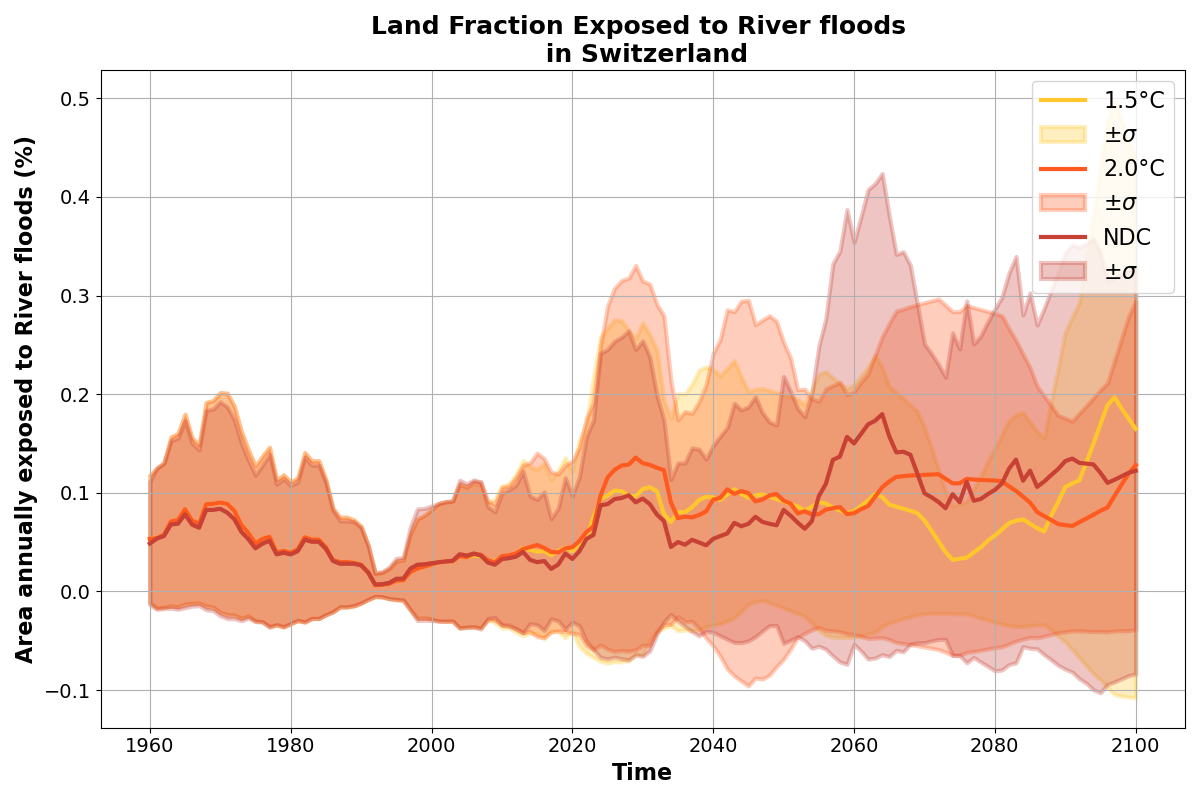 Land Fraction Exposed to River floods
in Switzerland
Area annually exposed to River floods (%)
0.5
0.4
0.3
0.2
0.1
0.0
−0.1
1.5°C
±σ
2.0°C
±σ
NDC
±σ
1960 1980 2000 2020 2040 2060 2080 2100
Time